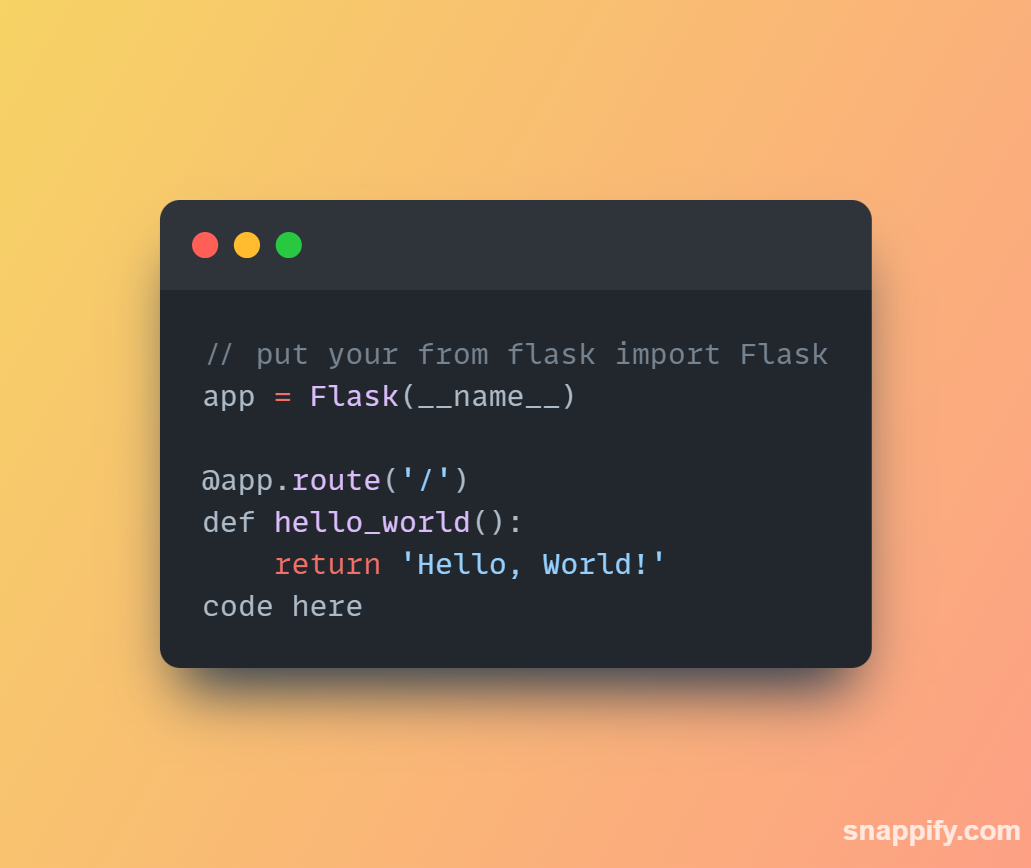 // put your from flask import Flask
app = Flask(__name__)
@app.route('/')
def hello_world():
    return 'Hello, World!'
code here
snappify.com